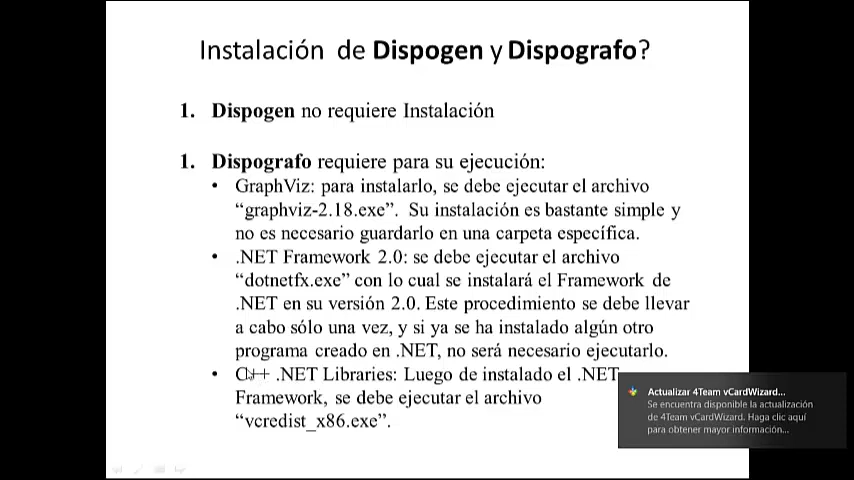 Instalación de Dispogen y Dispografo?
1. Dispogen no requiere Instalación
1. Dispografo requiere para su ejecución:
• GraphViz: para instalarlo, se debe ejecutar el archivo
“graphviz-2.18.exe”. Su instalación es bastante simple y
no es necesario guardarlo en una carpeta específica.
• .NET Framework 2.0: se debe ejecutar el archivo
“dotnetfx.exe” con lo cual se instalará el Framework de
.NET en su versión 2.0. Este procedimiento se debe llevar
a cabo sólo una vez, y si ya se ha instalado algún otro
programa creado en .NET, no será necesario ejecutarlo.
• C++ .NET Libraries: Luego de instalado el .NET
Framework, se debe ejecutar el archivo
“vcredist_x86.exe”.
Actualizar 4Team vCardWizard...
Se encuentra disponible la actualización
de 4Team vCardWizard. Haga clic aquí
para obtener mayor información...